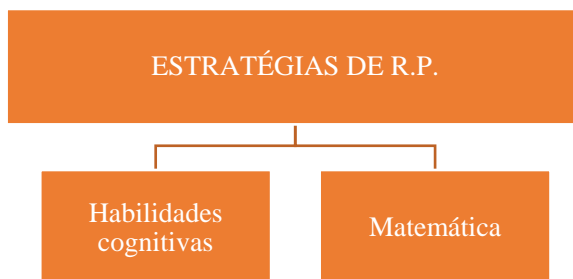 ESTRATÉGIAS DE R.P.
Habilidades
cognitivas
Matemática